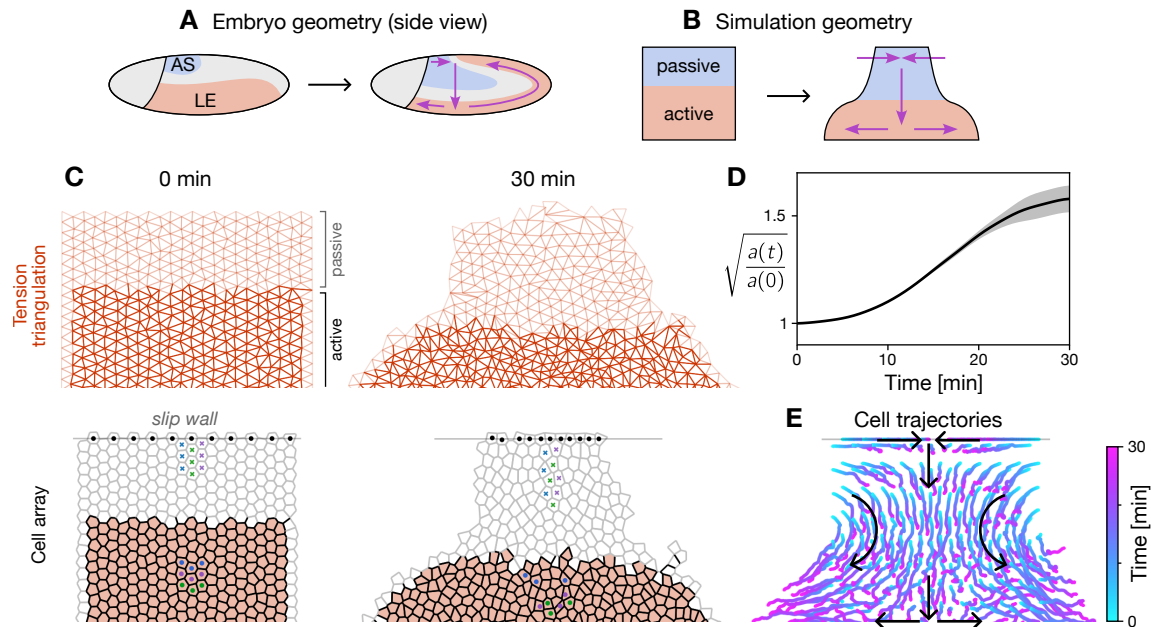 A Embryo geometry (side view)
AS
LE
B Simulation geometry
passive
active
C
0 min
30 min
Tension
triangulation
passive
active
slip wall
Cell array
D
1.5
1
√a(t)/a(0)
0
10
20
30
Time [min]
E
Cell trajectories
30
0
Time [min]